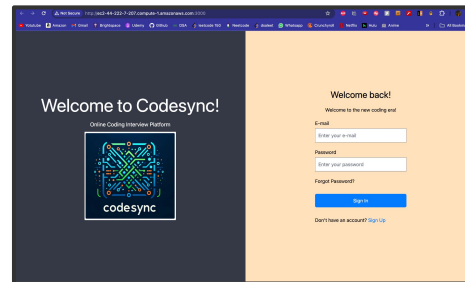 Not Secure http://ec2-44-222-7-207.compute-1.amazonaws.com:3000
Youtube Amazon Gmail Brightspace Udemy Github leetcode 150 Neetcode Whatsapp Crunchyroll Netflix Hulu Anime All Bookmarks
Welcome to Codesync!
Online Coding Interview Platform
codesync
Welcome back!
Welcome to the new coding era!
E-mail
Enter your e-mail
Password
Enter your password
Forgot Password?
Sign In
Don't have an account? Sign Up